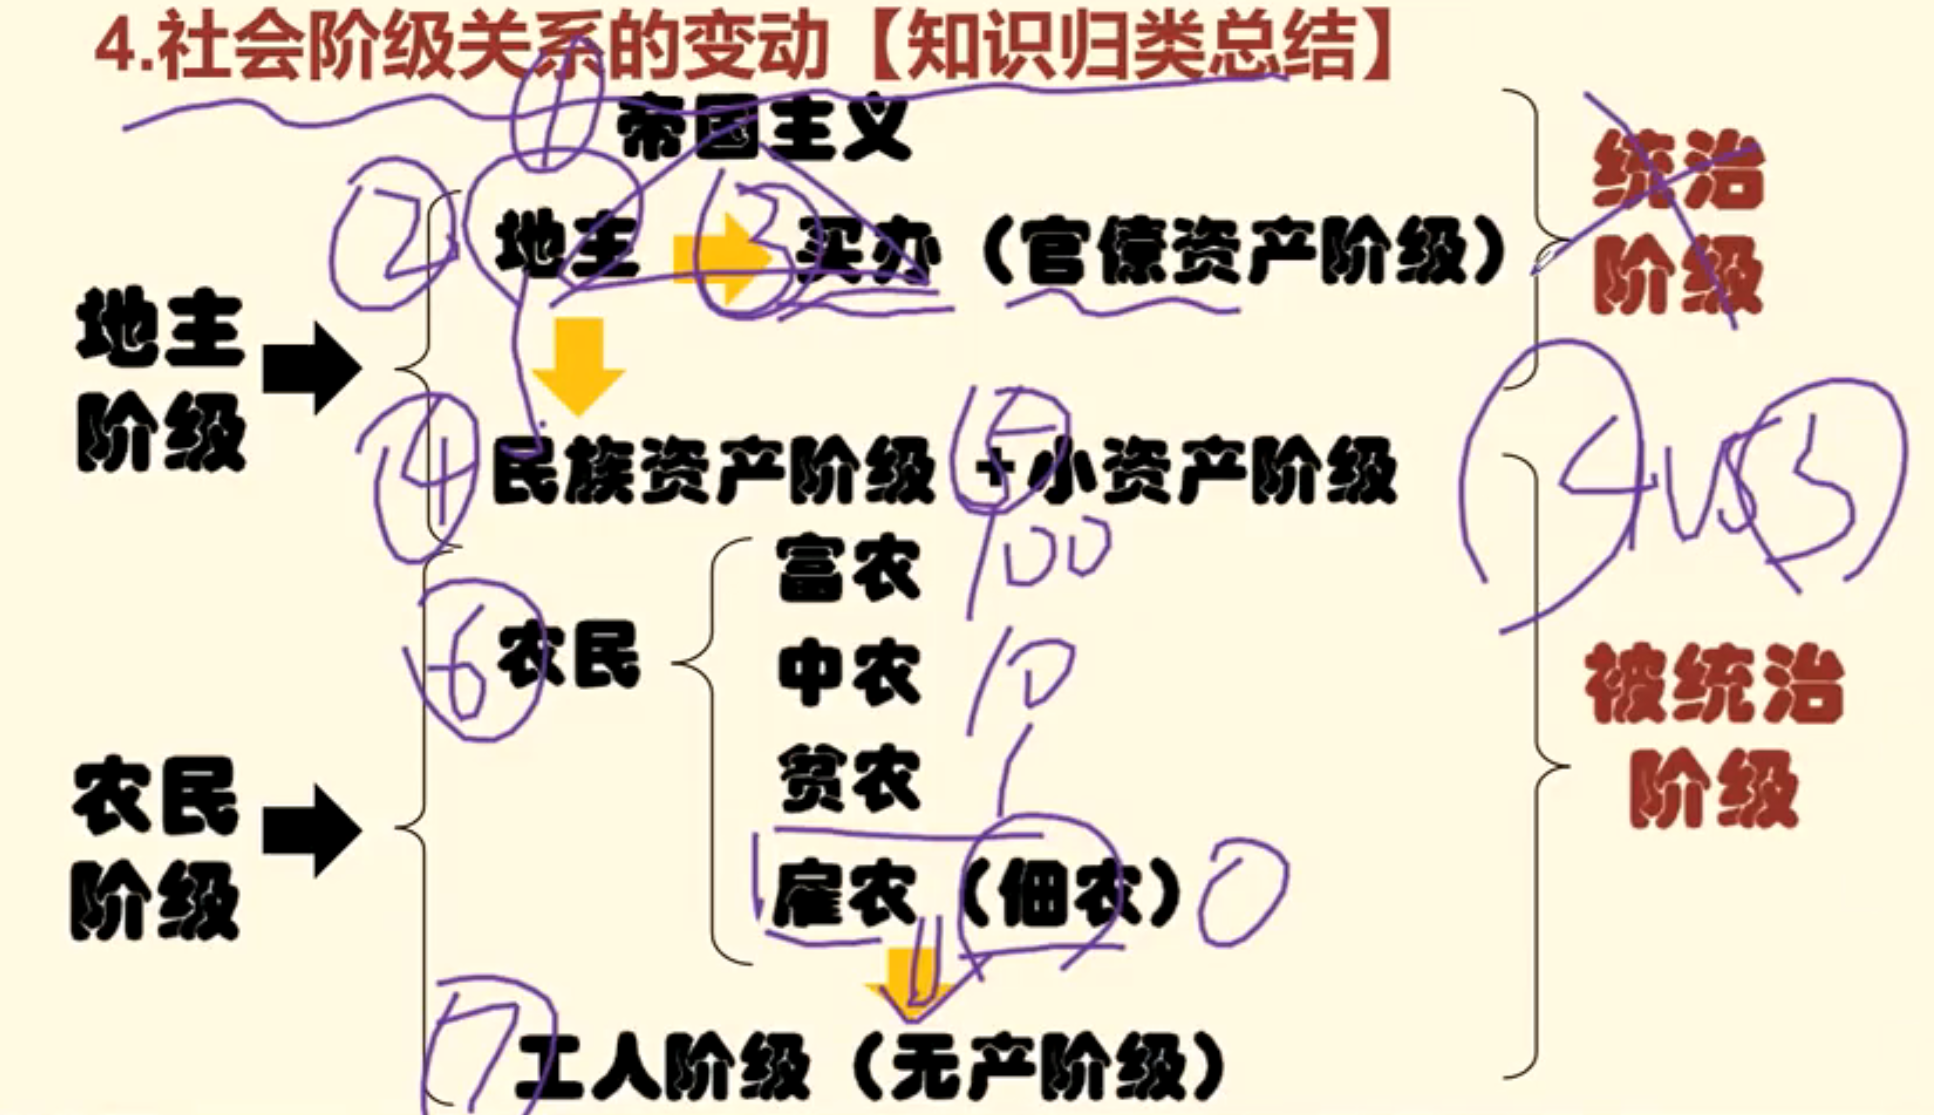 4.社会阶级关系的变动【知识归类总结】
① 帝国主义
② 地主 ③ 买办（官僚资产阶级）
统治
阶级
地主
阶级
④ 民族资产阶级 ⑤ +小资产阶级
4 VS 3
富农 100
⑥ 农民
中农 10
被统治
阶级
贫农 1
农民
阶级
雇农（佃农） 0
⑦ 工人阶级（无产阶级）